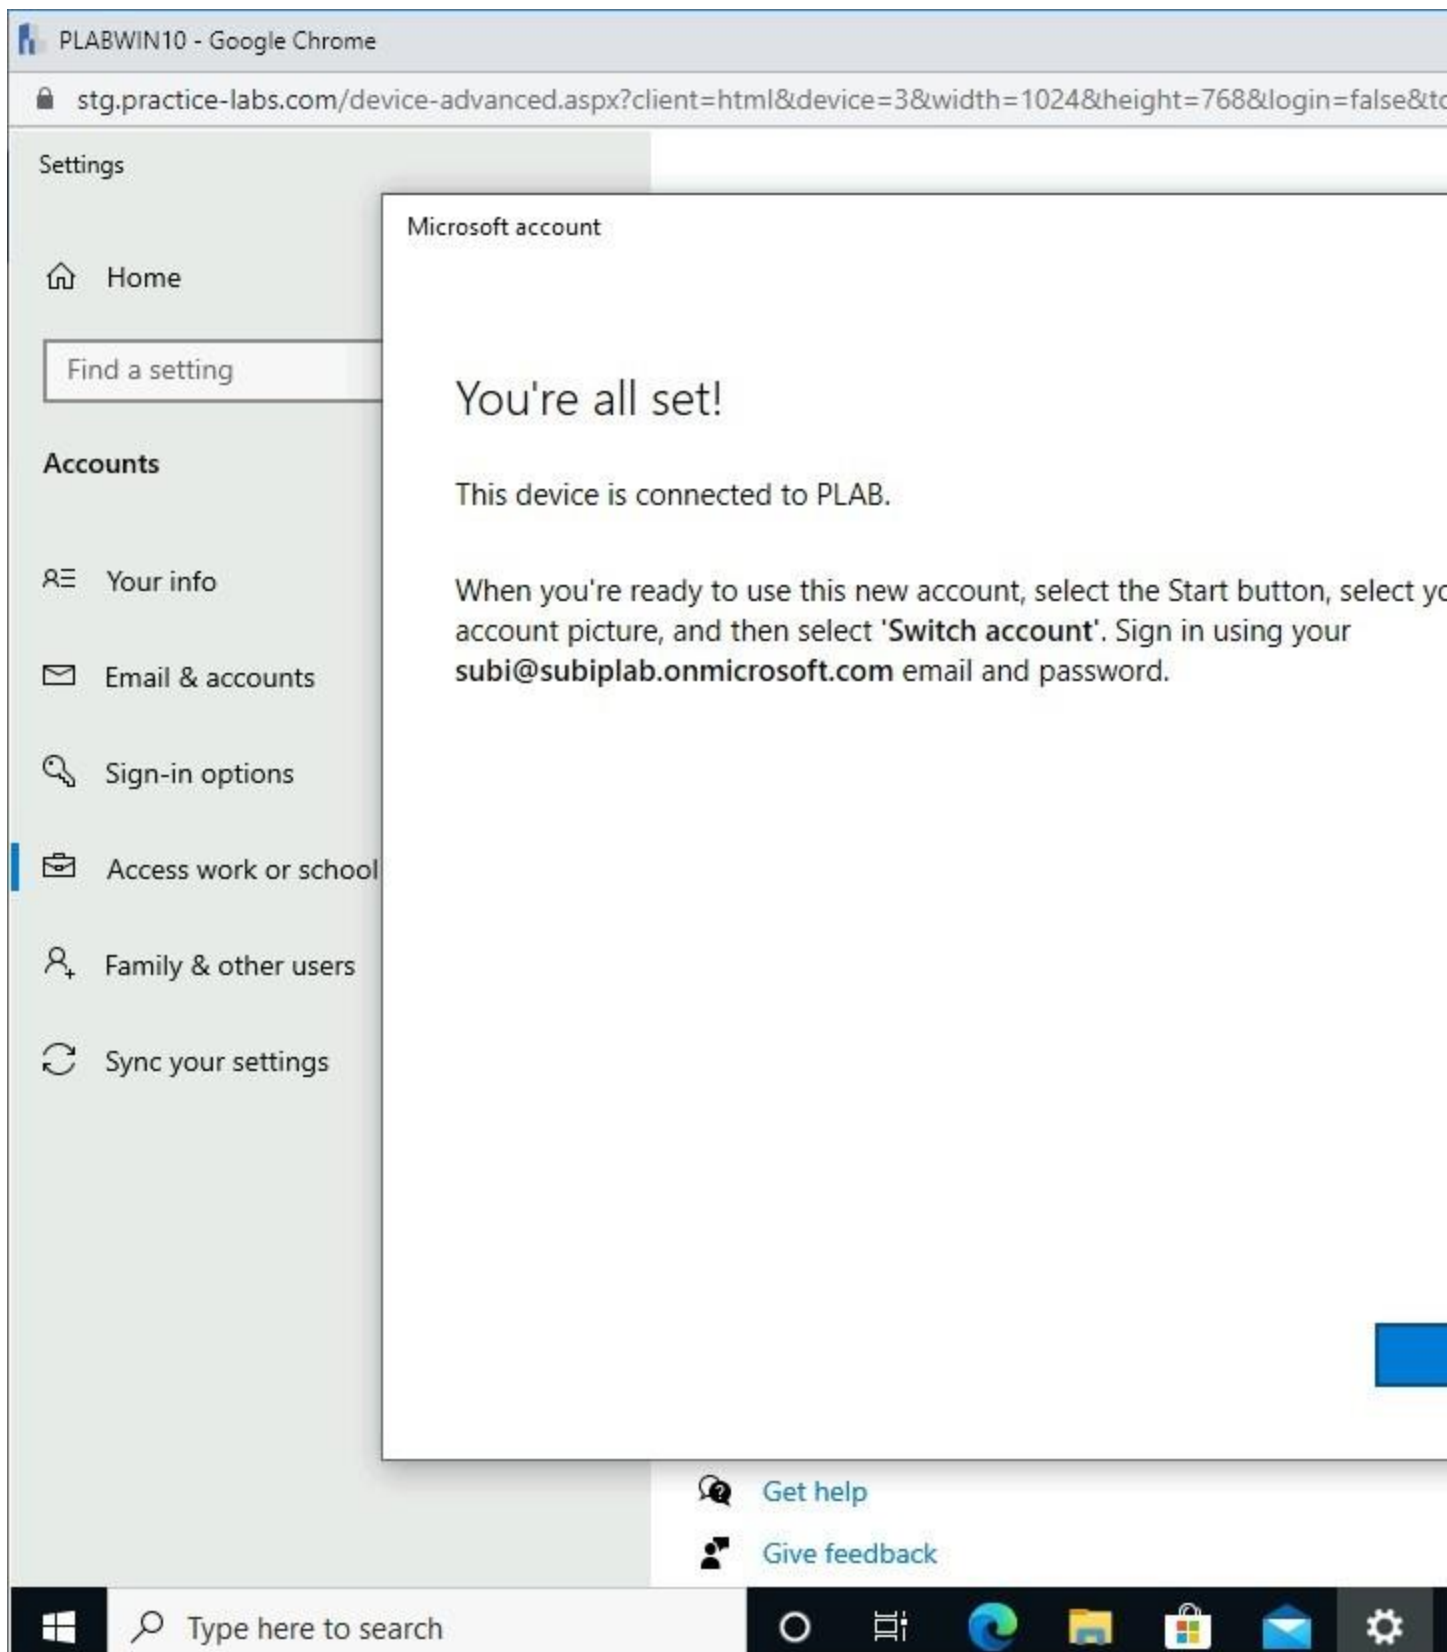 PLABWIN10 - Google Chrome
stg.practice-labs.com/device-advanced.aspx?client=html&device=3&width=1024&height=768&login=false&to
Settings
Microsoft account
Home
Find a setting
You're all set!
Accounts
This device is connected to PLAB.
Your info
When you're ready to use this new account, select the Start button, select yo
account picture, and then select 'Switch account'. Sign in using your
subi@subiplab.onmicrosoft.com email and password.
Email & accounts
Sign-in options
Access work or school
Family & other users
Sync your settings
Get help
Give feedback
Type here to search